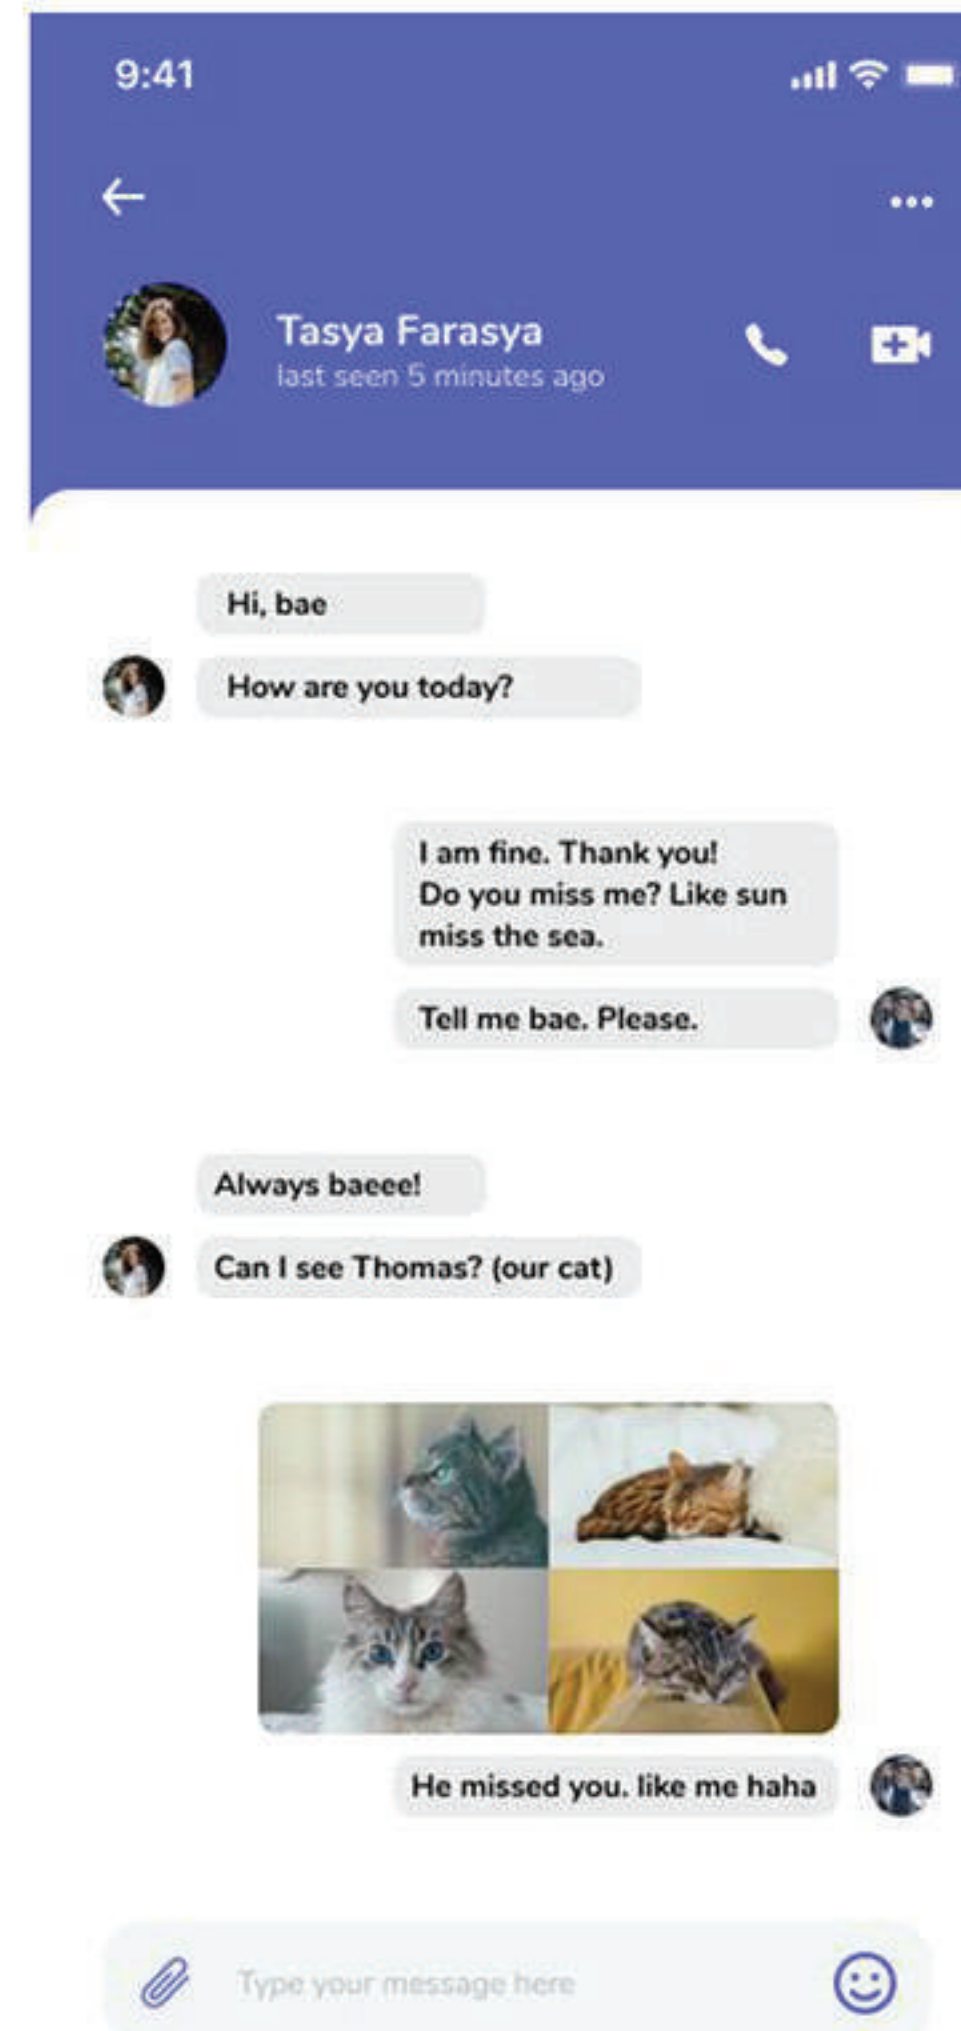 9:41
Tasya Farasya
last seen 5 minutes ago
Hi, bae
How are you today?
I am fine. Thank you!
Do you miss me? Like sun
miss the sea.
Tell me bae. Please.
Always baeee!
Can I see Thomas? (our cat)
He missed you. like me haha
Type your message here